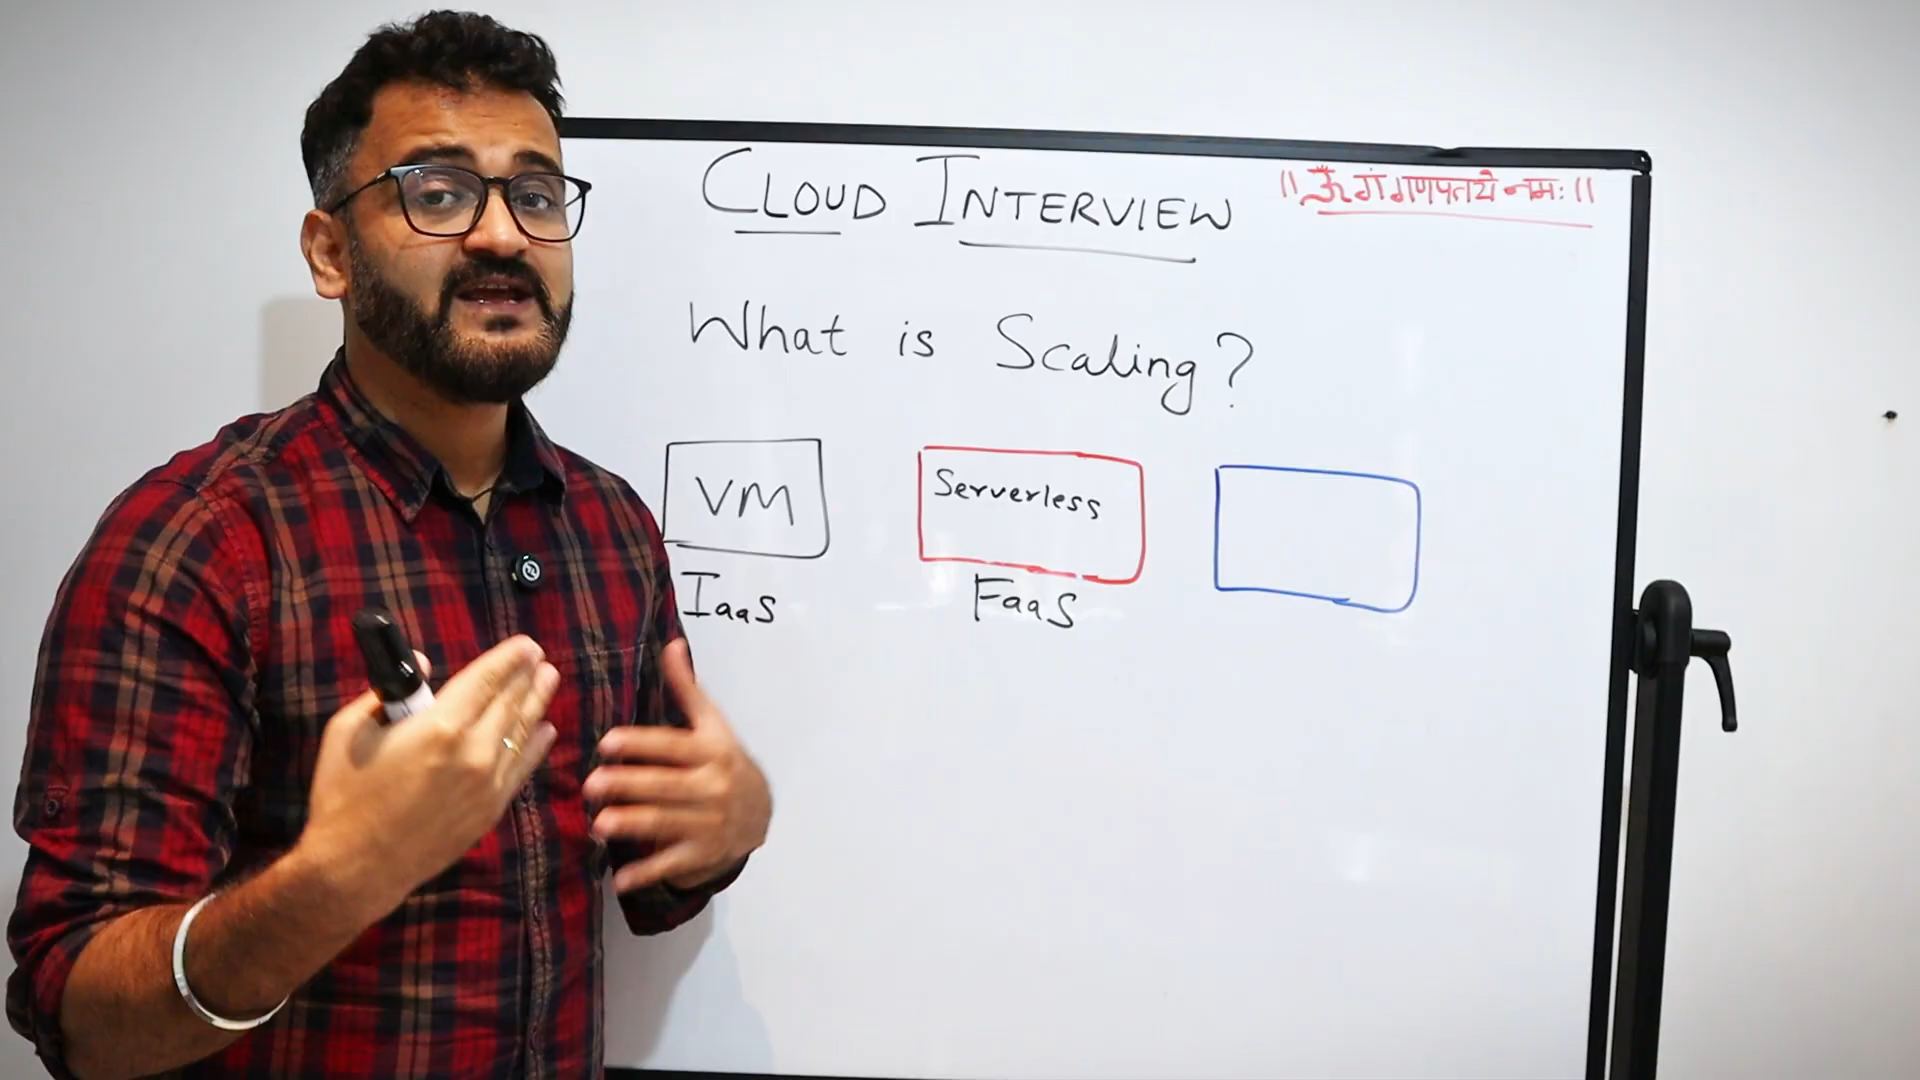 CLOUD INTERVIEW
॥ ॐ गं गणपतये नमः ॥
What is Scaling?
VM
Serverless
IaaS
FaaS